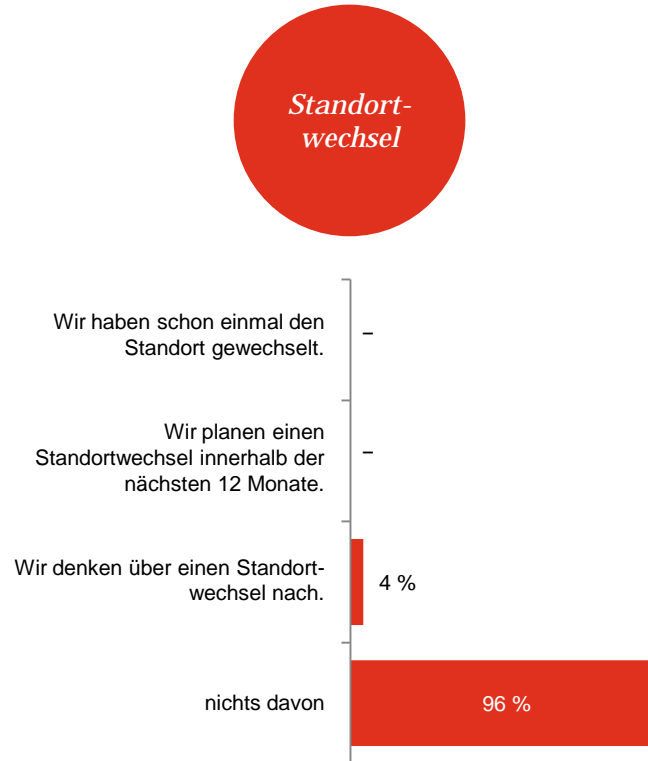 Standort-
wechsel
Wir haben schon einmal den
Standort gewechselt.
–
Wir planen einen
Standortwechsel innerhalb der
nächsten 12 Monate.
–
Wir denken über einen Standort-
wechsel nach.
4 %
nichts davon
96 %